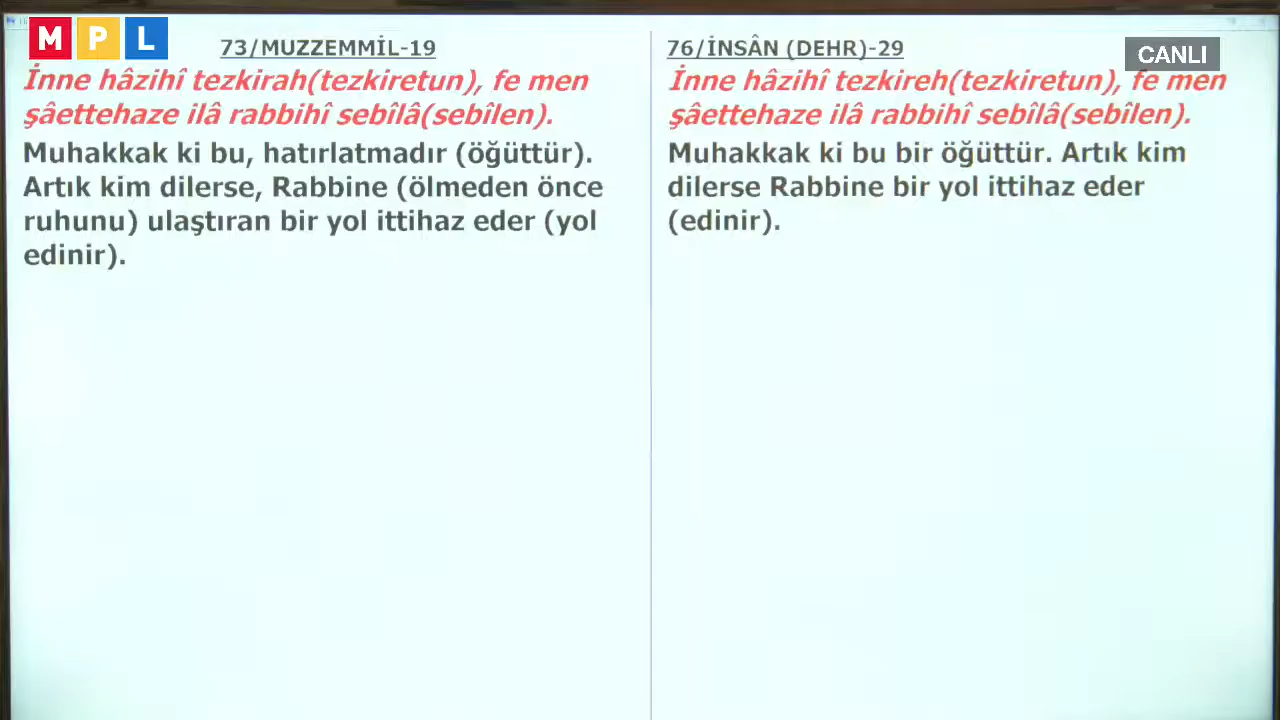 M P L
CANLI
73/MUZZEMMİL-19
İnne hâzihî tezkirah(tezkiretun), fe men
şâettehaze ilâ rabbihî sebîlâ(sebîlen).
Muhakkak ki bu, hatırlatmadır (öğüttür).
Artık kim dilerse, Rabbine (ölmeden önce
ruhunu) ulaştıran bir yol ittihaz eder (yol
edinir).
76/İNSÂN (DEHR)-29
İnne hâzihî tezkireh(tezkiretun), fe men
şâettehaze ilâ rabbihî sebîlâ(sebîlen).
Muhakkak ki bu bir öğüttür. Artık kim
dilerse Rabbine bir yol ittihaz eder
(edinir).